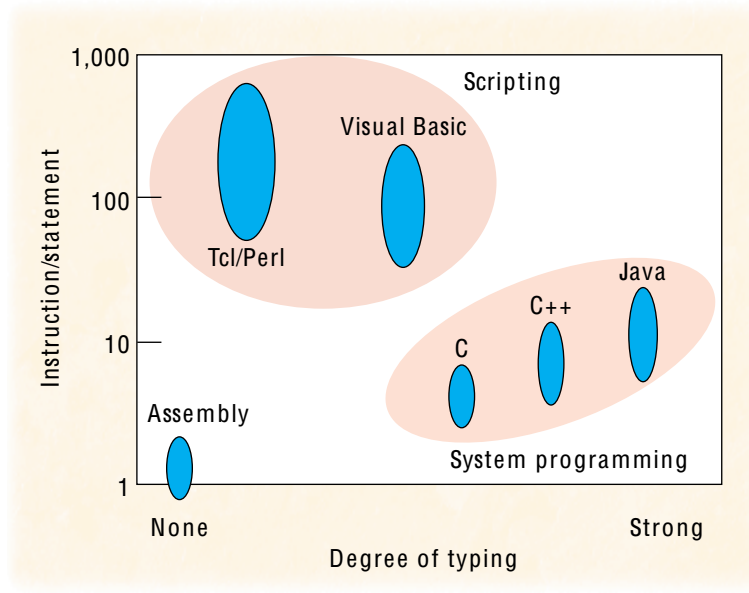 1,000
Scripting
Visual Basic
Instruction/statement
100
Tcl/Perl
Java
C++
10
C
Assembly
System programming
1
None
Strong
Degree of typing